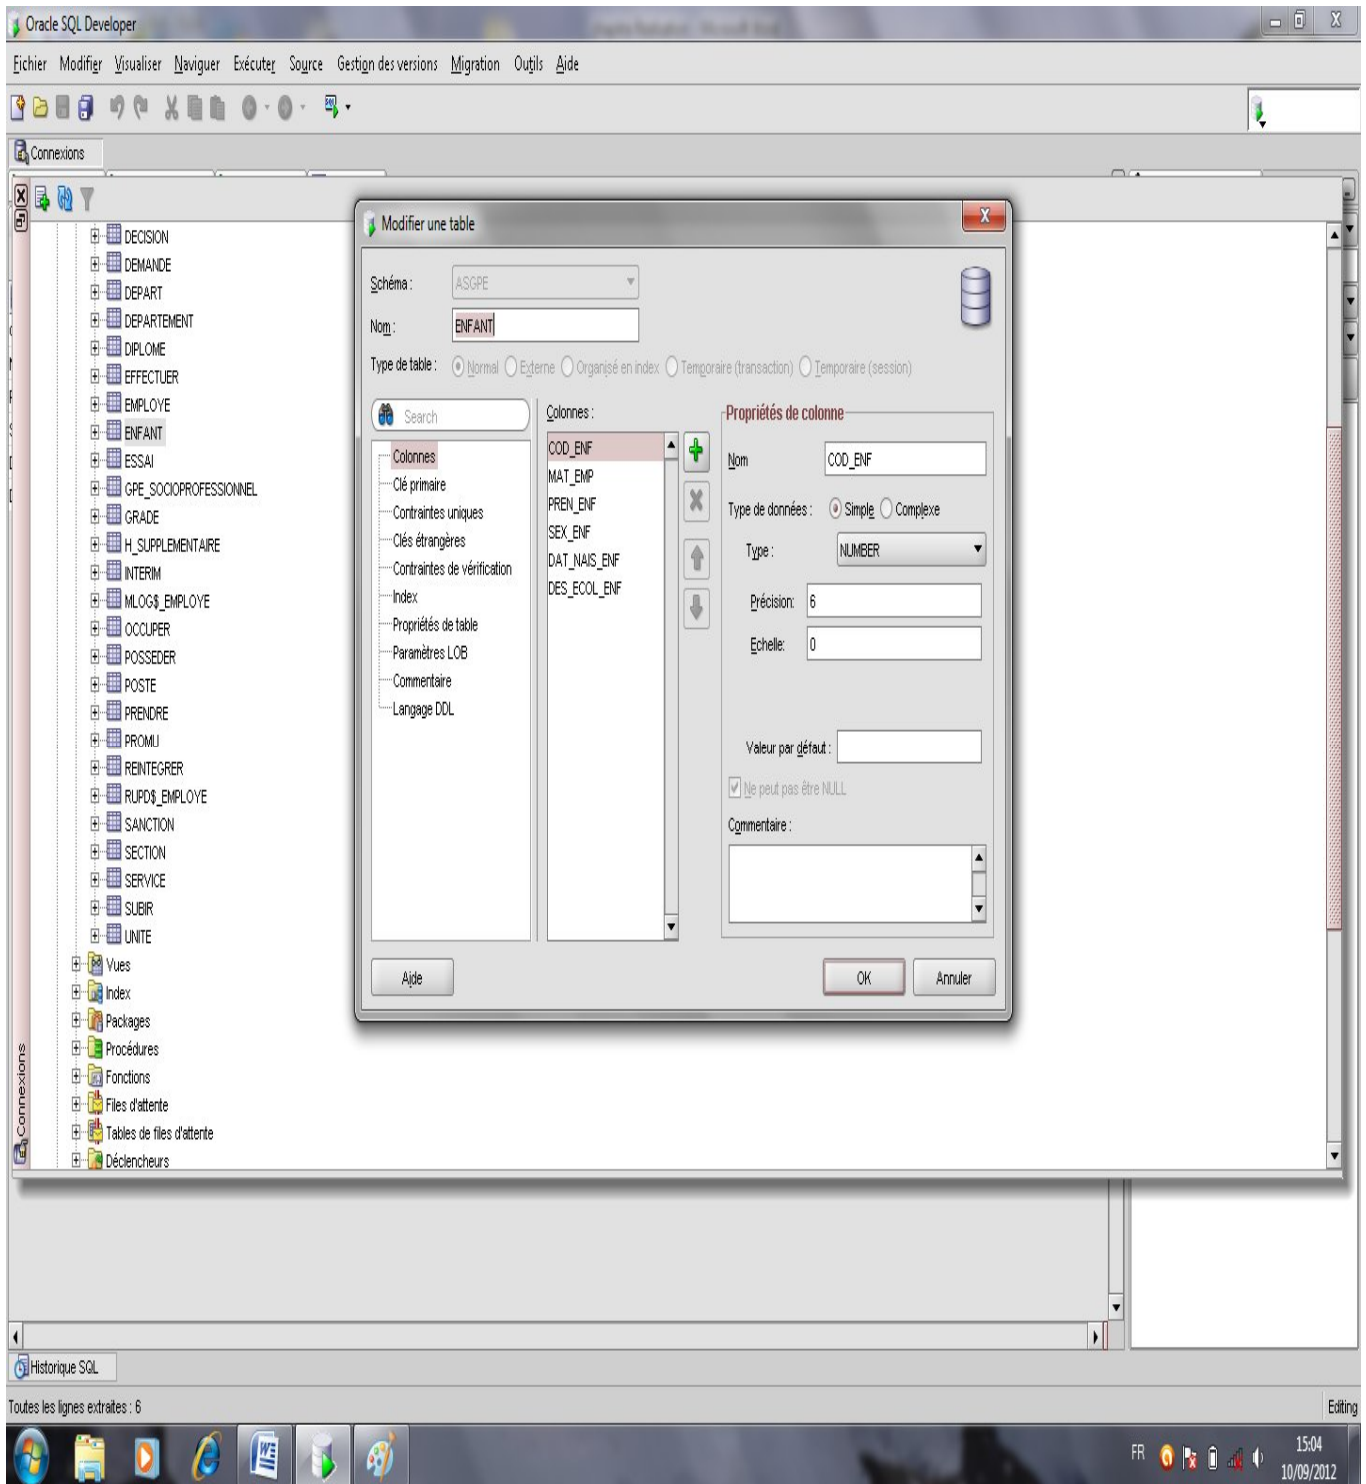 Oracle SQL Developer
Fichier Modifier Visualiser Naviguer Exécuter Source Gestion des versions Migration Outils Aide
Connexions
DECISION
DEMANDE
DEPART
DEPARTEMENT
DIPLOME
EFFECTUER
EMPLOYE
ENFANT
ESSAI
GPE_SOCIOPROFESSIONNEL
GRADE
H_SUPPLEMENTAIRE
INTERIM
MLOG$_EMPLOYE
OCCUPER
POSSEDER
POSTE
PRENDRE
PROMU
REINTEGRER
RUPD$_EMPLOYE
SANCTION
SECTION
SERVICE
SUBIR
UNITE
Vues
Index
Packages
Procédures
Fonctions
Files d'attente
Tables de files d'attente
Déclencheurs
Connexions
Modifier une table
Schéma : ASGPE
Nom : ENFANT
Type de table : Normal Externe Organisé en index Temporaire (transaction) Temporaire (session)
Search
Colonnes
Clé primaire
Contraintes uniques
Clés étrangères
Contraintes de vérification
Index
Propriétés de table
Paramètres LOB
Commentaire
Langage DDL
Colonnes :
COD_ENF
MAT_EMP
PREN_ENF
SEX_ENF
DAT_NAIS_ENF
DES_ECOL_ENF
Propriétés de colonne
Nom COD_ENF
Type de données : Simple Complexe
Type : NUMBER
Précision: 6
Echelle: 0
Valeur par défaut :
Ne peut pas être NULL
Commentaire :
Aide OK Annuler
Historique SQL
Toutes les lignes extraites : 6 Editing
FR 15:04
10/09/2012